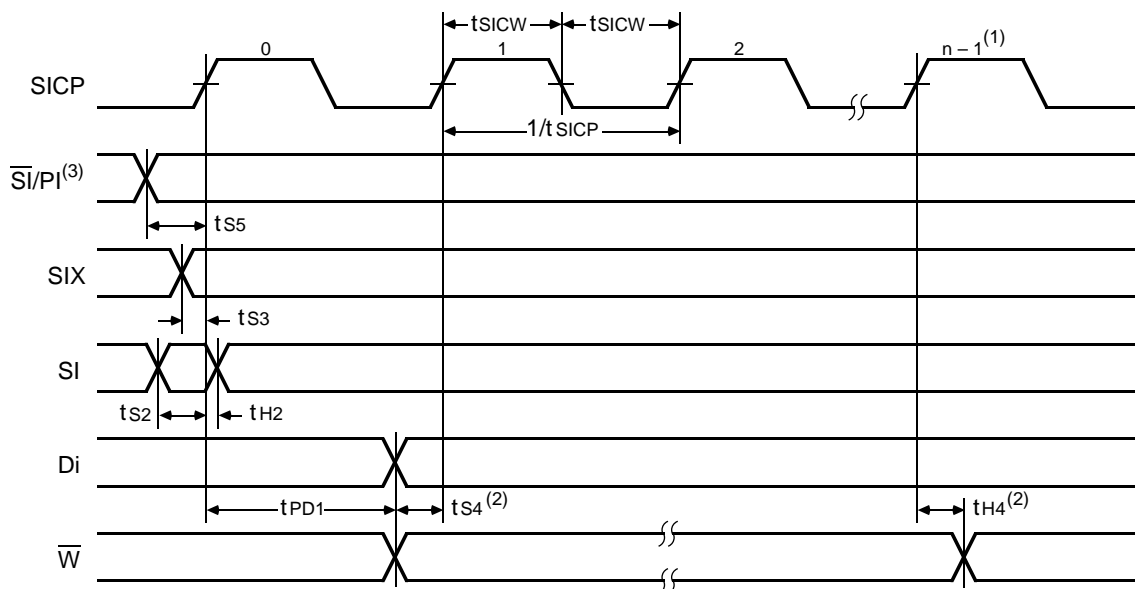 tSICW tSICW
0 1 2 n – 1(1)
SICP
1/tSICP
SI/PI(3)
tS5
SIX
tS3
SI
tS2 tH2
Di
tPD1 tS4(2) tH4(2)
W